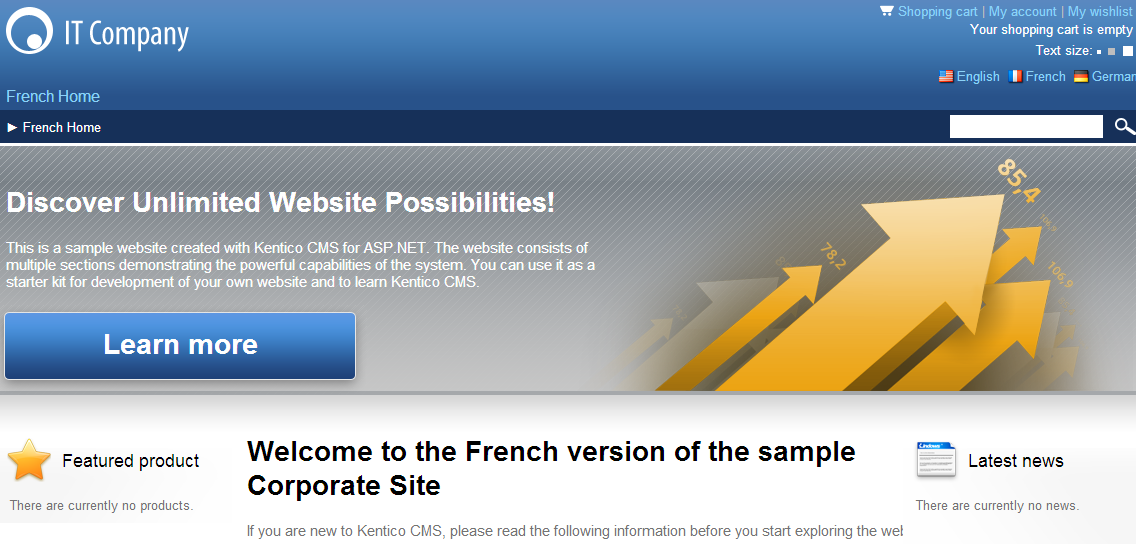 IT Company
Shopping cart | My account | My wishlist
Your shopping cart is empty
Text size:
English French German
French Home
French Home
85,4
106,9
78,2
106,9
Discover Unlimited Website Possibilities!
This is a sample website created with Kentico CMS for ASP.NET. The website consists of
multiple sections demonstrating the powerful capabilities of the system. You can use it as a
starter kit for development of your own website and to learn Kentico CMS.
Learn more
Featured product
There are currently no products.
Welcome to the French version of the sample
Corporate Site
If you are new to Kentico CMS, please read the following information before you start exploring the
Latest news
There are currently no news.